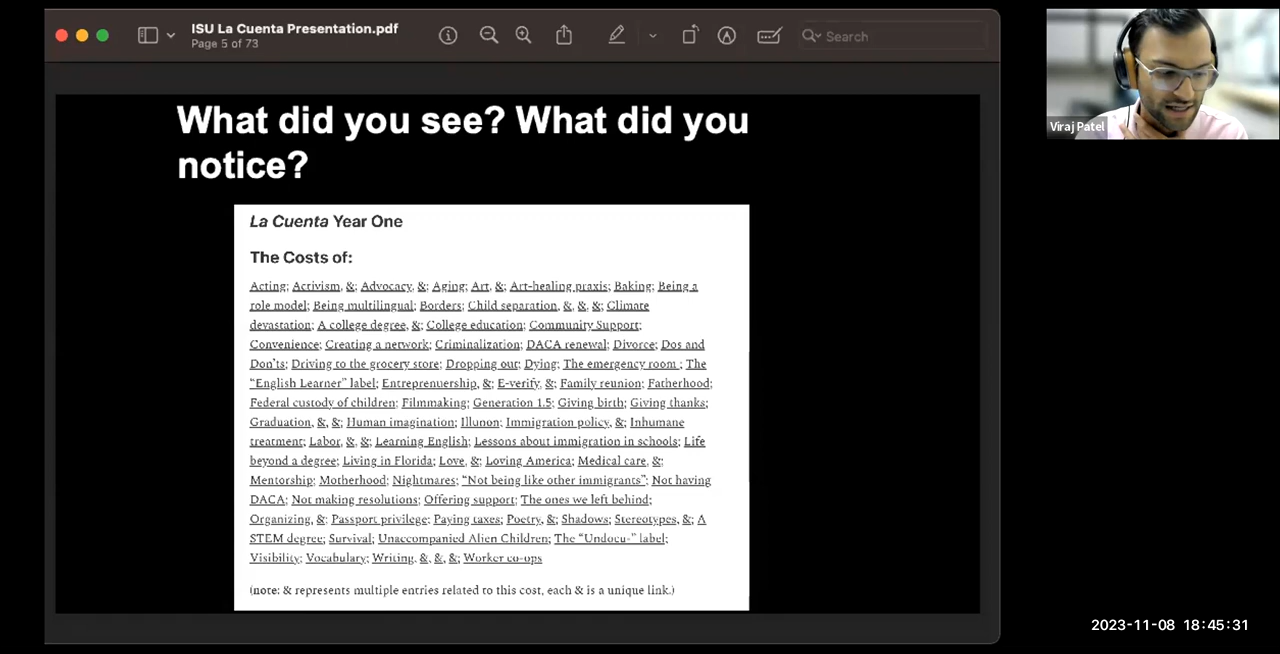 ISU La Cuenta Presentation.pdf
Page 5 of 73
Search
Viraj Patel
What did you see? What did you
notice?
La Cuenta Year One
The Costs of:
Acting; Activism, &; Advocacy, &; Aging; Art, &; Art-healing praxis; Baking; Being a
role model; Being multilingual; Borders; Child separation, &, &, &; Climate
devastation; A college degree, &; College education; Community Support;
Convenience; Creating a network; Criminalization; DACA renewal; Divorce; Dos and
Don'ts; Driving to the grocery store; Dropping out; Dying; The emergency room ; The
"English Learner" label; Entreprenuership, &; E-verify, &; Family reunion; Fatherhood;
Federal custody of children; Filmmaking; Generation 1.5; Giving birth; Giving thanks;
Graduation, &, &; Human imagination; Illunon; Immigration policy, &; Inhumane
treatment; Labor, &, &; Learning English; Lessons about immigration in schools; Life
beyond a degree; Living in Florida; Love, &; Loving America; Medical care, &;
Mentorship; Motherhood; Nightmares; "Not being like other immigrants"; Not having
DACA; Not making resolutions; Offering support; The ones we left behind;
Organizing, &; Passport privilege; Paying taxes; Poetry, &; Shadows; Stereotypes, &; A
STEM degree; Survival; Unaccompanied Alien Children; The "Undocu-" label;
Visibility; Vocabulary; Writing, &, &, &; Worker co-ops
(note: & represents multiple entries related to this cost, each & is a unique link.)
2023-11-08 18:45:31